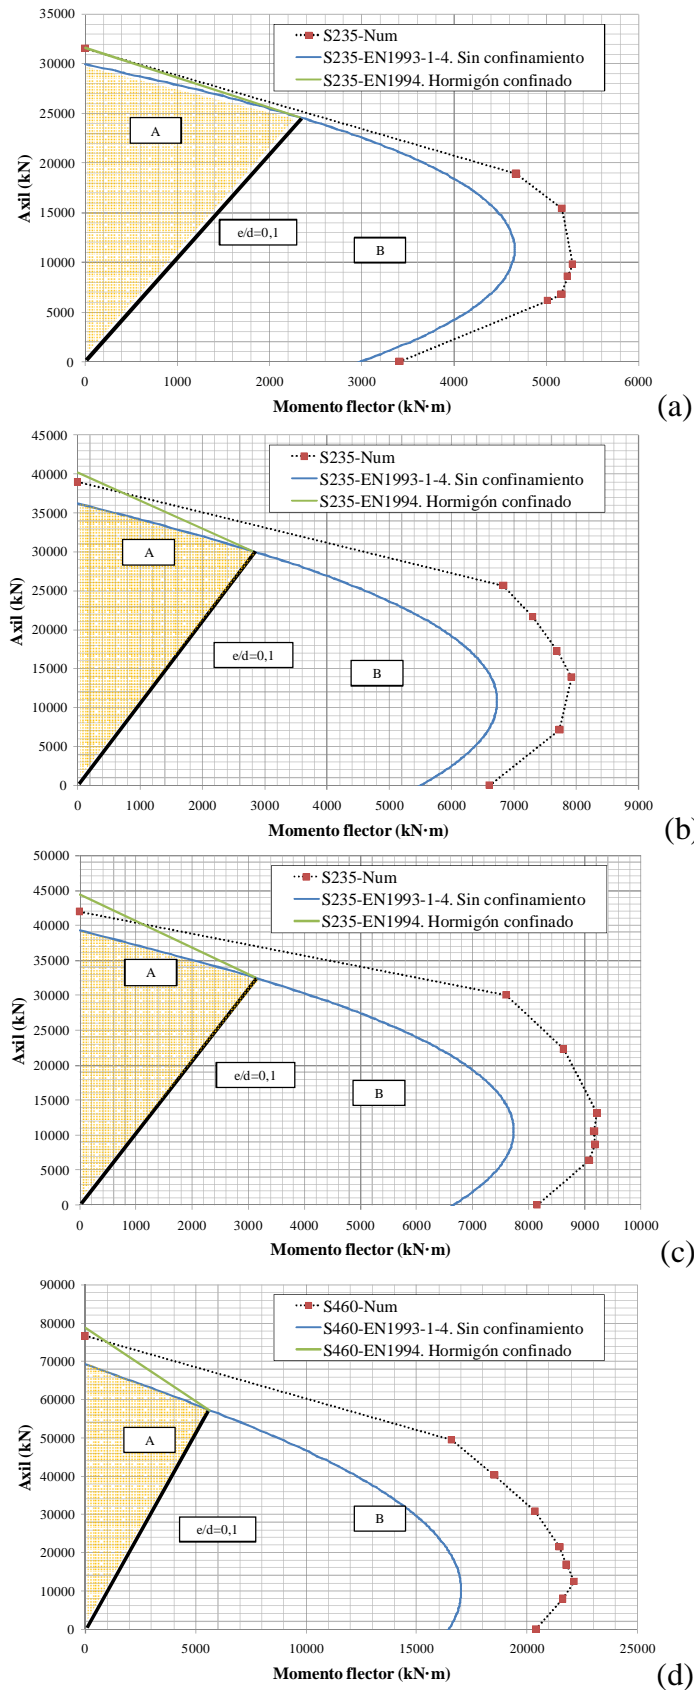 35000
30000
25000
20000
15000
10000
5000
0
Axil (kN)
S235-Num
S235-EN1993-1-4. Sin confinamiento
S235-EN1994. Hormigón confinado
A
e/d=0,1
B
0 1000 2000 3000 4000 5000 6000
Momento flector (kN·m)
(a)
45000
40000
35000
30000
25000
20000
15000
10000
5000
0
Axil (kN)
S235-Num
S235-EN1993-1-4. Sin confinamiento
S235-EN1994. Hormigón confinado
A
e/d=0,1
B
0 1000 2000 3000 4000 5000 6000 7000 8000 9000
Momento flector (kN·m)
(b)
50000
45000
40000
35000
30000
25000
20000
15000
10000
5000
0
Axil (kN)
S235-Num
S235-EN1993-1-4. Sin confinamiento
S235-EN1994. Hormigón confinado
A
e/d=0,1
B
0 1000 2000 3000 4000 5000 6000 7000 8000 9000 10000
Momento flector (kN·m)
(c)
90000
80000
70000
60000
50000
40000
30000
20000
10000
0
Axil (kN)
S460-Num
S460-EN1993-1-4. Sin confinamiento
S460-EN1994. Hormigón confinado
A
e/d=0,1
B
0 5000 10000 15000 20000 25000
Momento flector (kN·m)
(d)